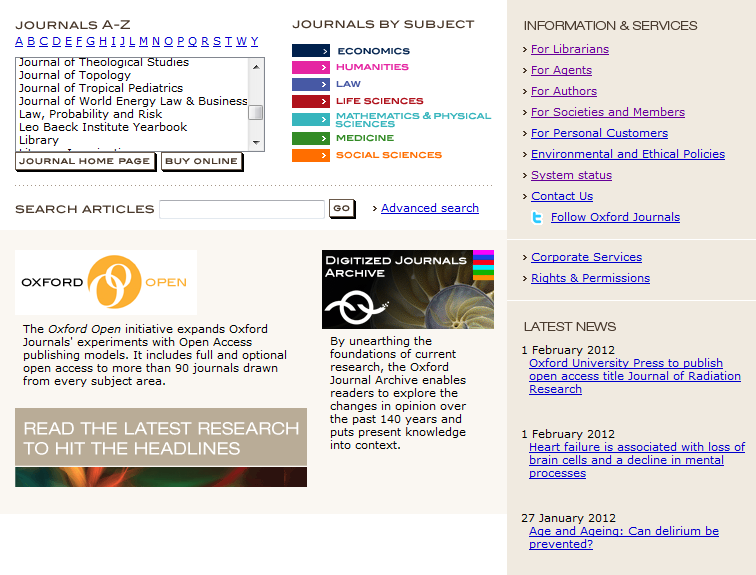 JOURNALS A-Z
A B C D E F G H I J L M N O P Q R S T W Y
Journal of Theological Studies
Journal of Topology
Journal of Tropical Pediatrics
Journal of World Energy Law & Business
Law, Probability and Risk
Leo Baeck Institute Yearbook
Library
JOURNAL HOME PAGE
BUY ONLINE
JOURNALS BY SUBJECT
ECONOMICS
HUMANITIES
LAW
LIFE SCIENCES
MATHEMATICS & PHYSICAL
SCIENCES
MEDICINE
SOCIAL SCIENCES
SEARCH ARTICLES
GO
Advanced search
OXFORD OPEN
The Oxford Open initiative expands Oxford
Journals' experiments with Open Access
publishing models. It includes full and optional
open access to more than 90 journals drawn
from every subject area.
READ THE LATEST RESEARCH
TO HIT THE HEADLINES
DIGITIZED JOURNALS
ARCHIVE
By unearthing the
foundations of current
research, the Oxford
Journal Archive enables
readers to explore the
changes in opinion over
the past 140 years and
puts present knowledge
into context.
INFORMATION & SERVICES
For Librarians
For Agents
For Authors
For Societies and Members
For Personal Customers
Environmental and Ethical Policies
System status
Contact Us
Follow Oxford Journals
Corporate Services
Rights & Permissions
LATEST NEWS
1 February 2012
Oxford University Press to publish
open access title Journal of Radiation
Research
1 February 2012
Heart failure is associated with loss of
brain cells and a decline in mental
processes
27 January 2012
Age and Ageing: Can delirium be
prevented?